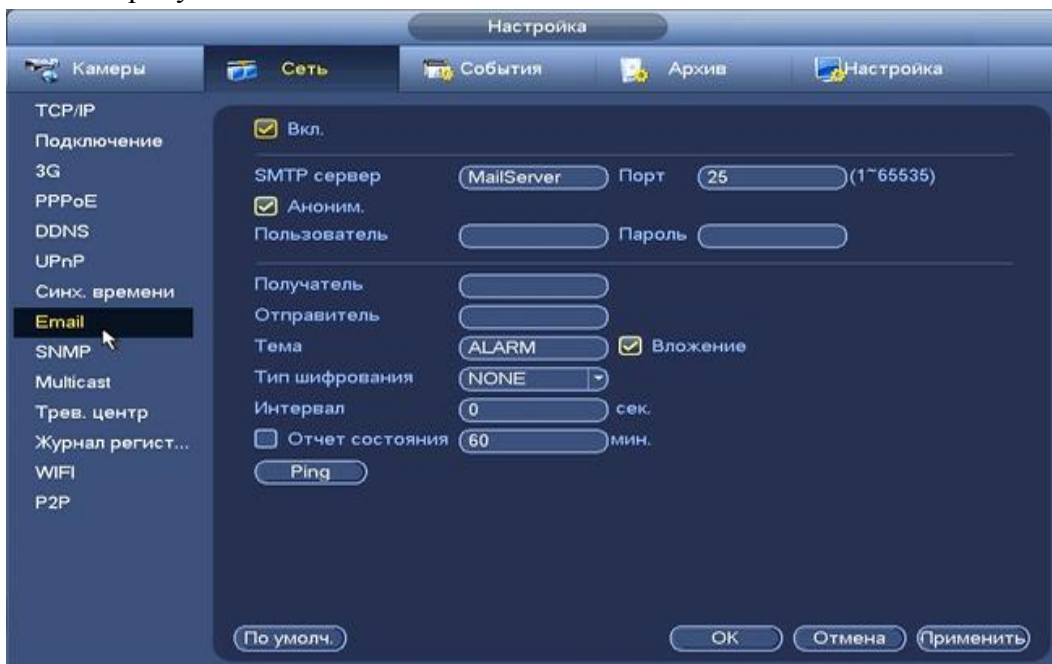 Настройка
Камеры Сеть События Архив Настройка
TCP/IP
Подключение
3G
PPPoE
DDNS
UPnP
Синх. времени
Email
SNMP
Multicast
Трев. центр
Журнал регист...
WIFI
P2P
Вкл.
SMTP сервер MailServer Порт 25 (1~65535)
Аноним.
Пользователь Пароль
Получатель
Отправитель
Тема ALARM Вложение
Тип шифрования NONE
Интервал 0 сек.
Отчет состояния 60 мин.
Ping
По умолч. OK Отмена Применить